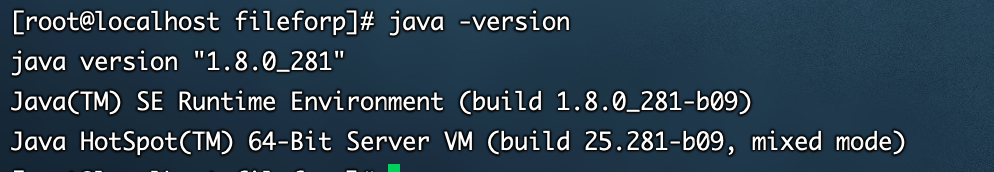 [root@localhost fileforp]# java -version
java version "1.8.0_281"
Java(TM) SE Runtime Environment (build 1.8.0_281-b09)
Java HotSpot(TM) 64-Bit Server VM (build 25.281-b09, mixed mode)